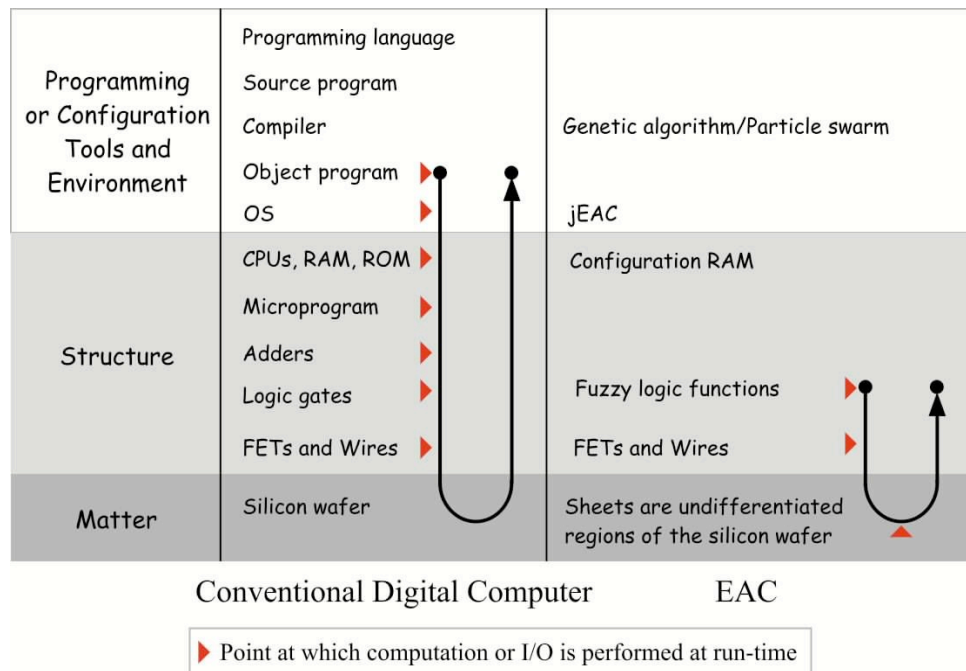 Programming
or Configuration
Tools and
Environment
Programming language
Source program
Compiler
Object program
OS
Genetic algorithm/Particle swarm
jEAC
Structure
CPUs, RAM, ROM
Microprogram
Adders
Logic gates
FETs and Wires
Configuration RAM
Fuzzy logic functions
FETs and Wires
Matter
Silicon wafer
Sheets are undifferentiated
regions of the silicon wafer
Conventional Digital Computer
EAC
Point at which computation or I/O is performed at run-time